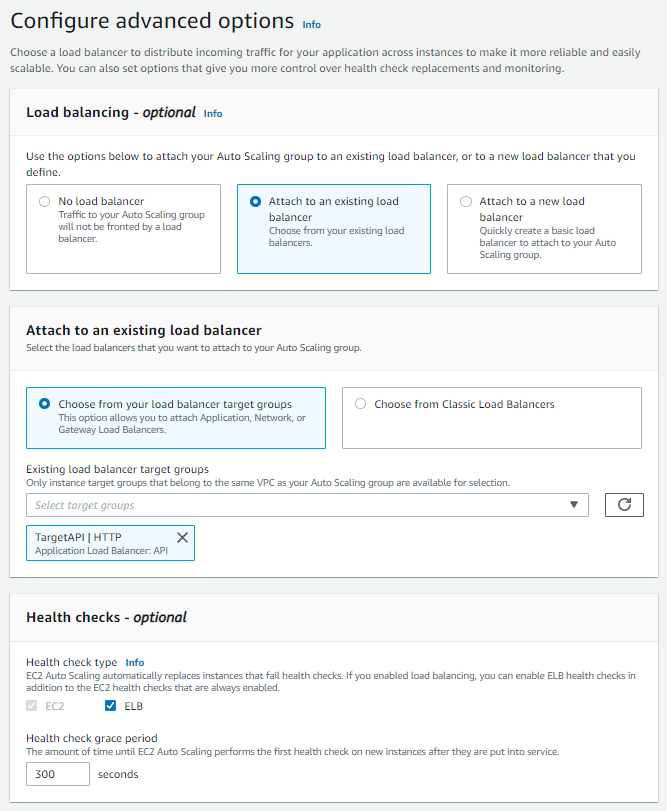 Configure advanced options Info
Choose a load balancer to distribute incoming traffic for your application across instances to make it more reliable and easily
scalable. You can also set options that give you more control over health check replacements and monitoring.
Load balancing - optional Info
Use the options below to attach your Auto Scaling group to an existing load balancer, or to a new load balancer that you
define.
No load balancer
Traffic to your Auto Scaling group
will not be fronted by a load
balancer.
Attach to an existing load
balancer
Choose from your existing load
balancers.
Attach to a new load
balancer
Quickly create a basic load
balancer to attach to your Auto
Scaling group.
Attach to an existing load balancer
Select the load balancers that you want to attach to your Auto Scaling group.
Choose from your load balancer target groups
This option allows you to attach Application, Network, or
Gateway Load Balancers.
Choose from Classic Load Balancers
Existing load balancer target groups
Only instance target groups that belong to the same VPC as your Auto Scaling group are available for selection.
Select target groups
TargetAPI | HTTP
Application Load Balancer: API
Health checks - optional
Health check type Info
EC2 Auto Scaling automatically replaces instances that fail health checks. If you enabled load balancing, you can enable ELB health checks in
addition to the EC2 health checks that are always enabled.
EC2 ELB
Health check grace period
The amount of time until EC2 Auto Scaling performs the first health check on new instances after they are put into service.
300 seconds